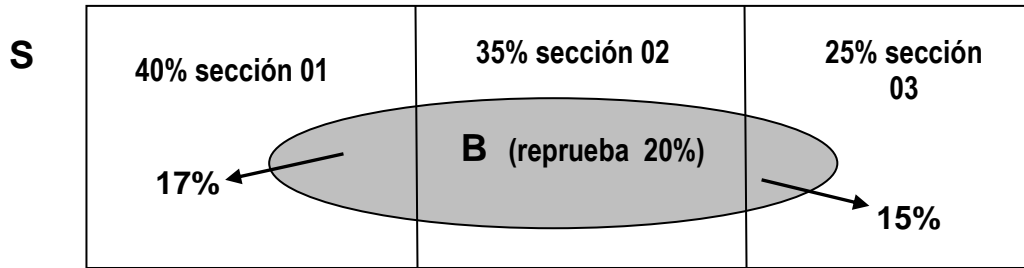 S
40% sección 01
35% sección 02
25% sección
03
B (reprueba 20%)
17%
15%